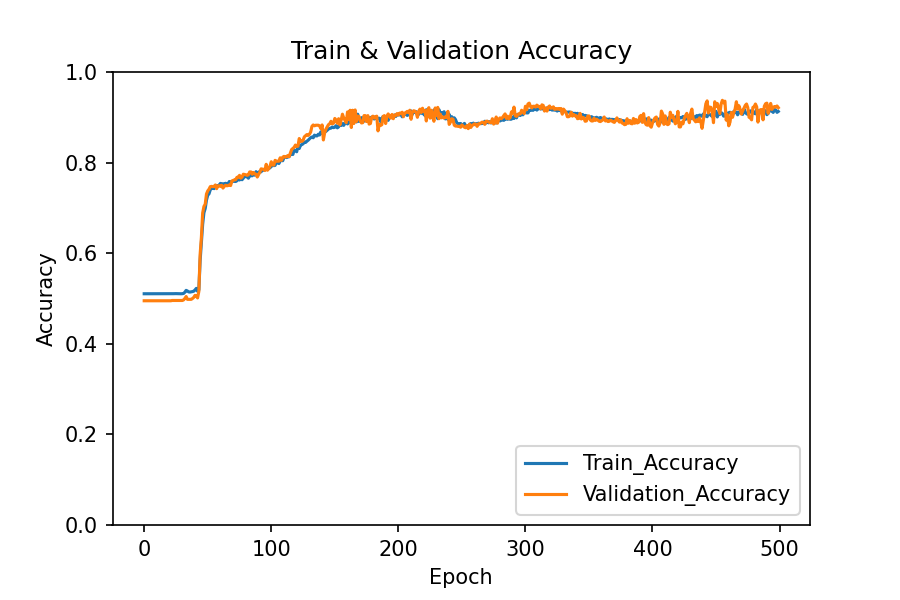 Train & Validation Accuracy
1.0
0.8
0.6
0.4
0.2
0.0
Accuracy
Train_Accuracy
Validation_Accuracy
0 100 200 300 400 500
Epoch